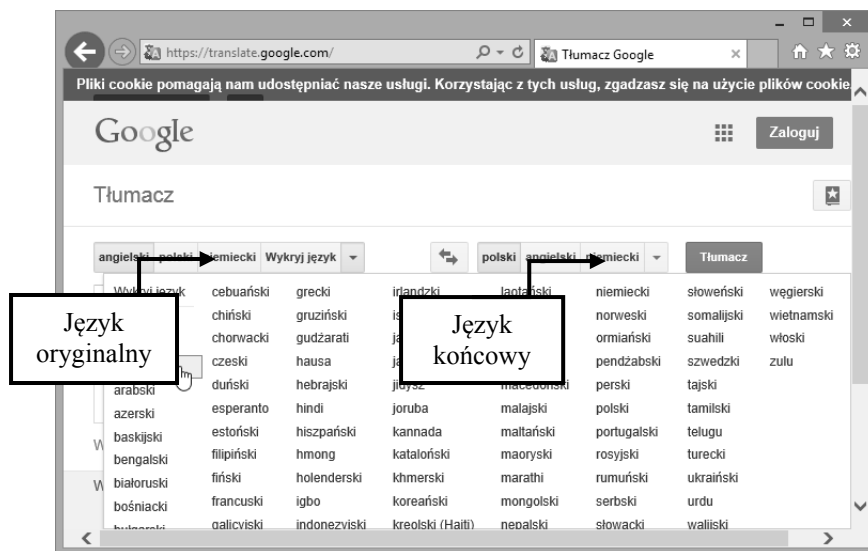 https://translate.google.com/
Tłumacz Google
Pliki cookie pomagają nam udostępniać nasze usługi. Korzystając z tych usług, zgadzasz się na użycie plików cookie.
Google
Zaloguj
Tłumacz
angielski polski niemiecki Wykryj język polski angielski niemiecki Tłumacz
Wykryj język cebuański grecki irlandzki laotański niemiecki słoweński węgierski
chiński gruziński norweski somalijski wietnamski
chorwacki gudżarati ormiański suahili włoski
czeski hausa pendżabski szwedzki zulu
Język
oryginalny
Język
końcowy
arabski duński hebrajski jidysz macedoński perski tajski
azerski esperanto hindi joruba malajski polski tamilski
baskijski estoński hiszpański kannada maltański portugalski telugu
bengalski filipiński hmong kataloński maoryski rosyjski turecki
białoruski fiński holenderski khmerski marathi rumuński ukraiński
bośniacki francuski igbo koreański mongolski serbski urdu
bułgarski galicyjski indonezyjski kreolski (Haiti) nepalski słowacki walijski